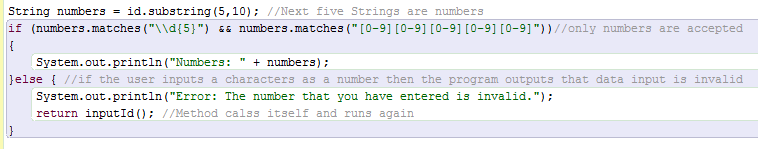 String numbers = id.substring(5,10); //Next five Strings are numbers
if (numbers.matches("\\d{5}") && numbers.matches("[0-9][0-9][0-9][0-9][0-9]"))//only numbers are accepted
{
System.out.println("Numbers: " + numbers);
}else { //if the user inputs a characters as a number then the program outputs that data input is invalid
System.out.println("Error: The number that you have entered is invalid.");
return inputId(); //Method calss itself and runs again
}